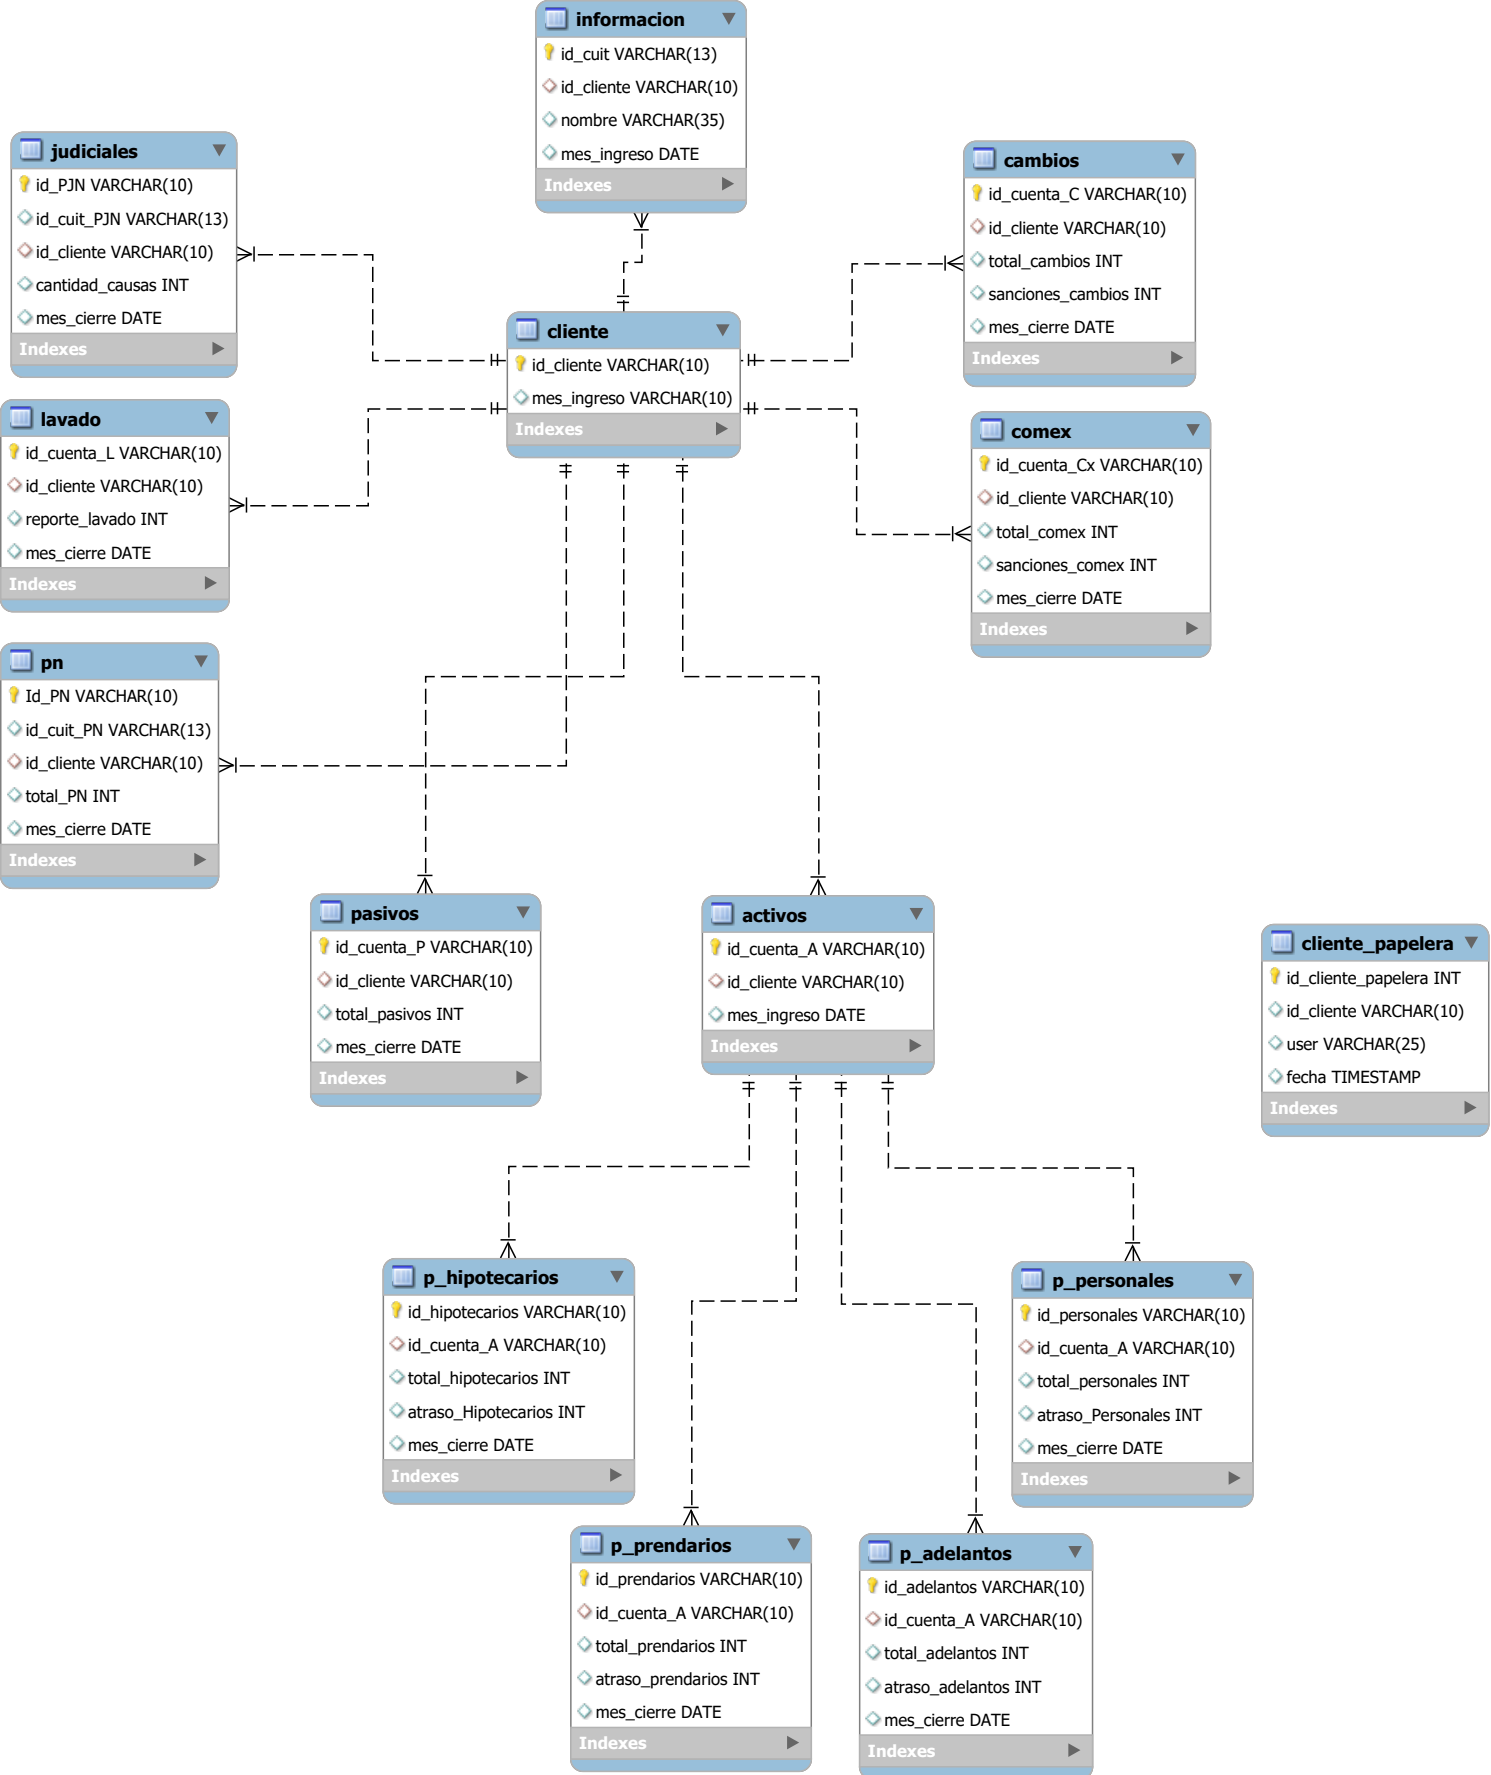 informacion
id_cuit VARCHAR(13)
id_cliente VARCHAR(10)
nombre VARCHAR(35)
mes_ingreso DATE
Indexes
judiciales
id_PJN VARCHAR(10)
id_cuit_PJN VARCHAR(13)
id_cliente VARCHAR(10)
cantidad_causas INT
mes_cierre DATE
Indexes
cambios
id_cuenta_C VARCHAR(10)
id_cliente VARCHAR(10)
total_cambios INT
sanciones_cambios INT
mes_cierre DATE
Indexes
cliente
id_cliente VARCHAR(10)
mes_ingreso VARCHAR(10)
Indexes
lavado
id_cuenta_L VARCHAR(10)
id_cliente VARCHAR(10)
reporte_lavado INT
mes_cierre DATE
Indexes
comex
id_cuenta_Cx VARCHAR(10)
id_cliente VARCHAR(10)
total_comex INT
sanciones_comex INT
mes_cierre DATE
Indexes
pn
Id_PN VARCHAR(10)
id_cuit_PN VARCHAR(13)
id_cliente VARCHAR(10)
total_PN INT
mes_cierre DATE
Indexes
pasivos
id_cuenta_P VARCHAR(10)
id_cliente VARCHAR(10)
total_pasivos INT
mes_cierre DATE
Indexes
activos
id_cuenta_A VARCHAR(10)
id_cliente VARCHAR(10)
mes_ingreso DATE
Indexes
cliente_papelera
id_cliente_papelera INT
id_cliente VARCHAR(10)
user VARCHAR(25)
fecha TIMESTAMP
Indexes
p_hipotecarios
id_hipotecarios VARCHAR(10)
id_cuenta_A VARCHAR(10)
total_hipotecarios INT
atraso_Hipotecarios INT
mes_cierre DATE
Indexes
p_personales
id_personales VARCHAR(10)
id_cuenta_A VARCHAR(10)
total_personales INT
atraso_Personales INT
mes_cierre DATE
Indexes
p_prendarios
id_prendarios VARCHAR(10)
id_cuenta_A VARCHAR(10)
total_prendarios INT
atraso_prendarios INT
mes_cierre DATE
Indexes
p_adelantos
id_adelantos VARCHAR(10)
id_cuenta_A VARCHAR(10)
total_adelantos INT
atraso_adelantos INT
mes_cierre DATE
Indexes